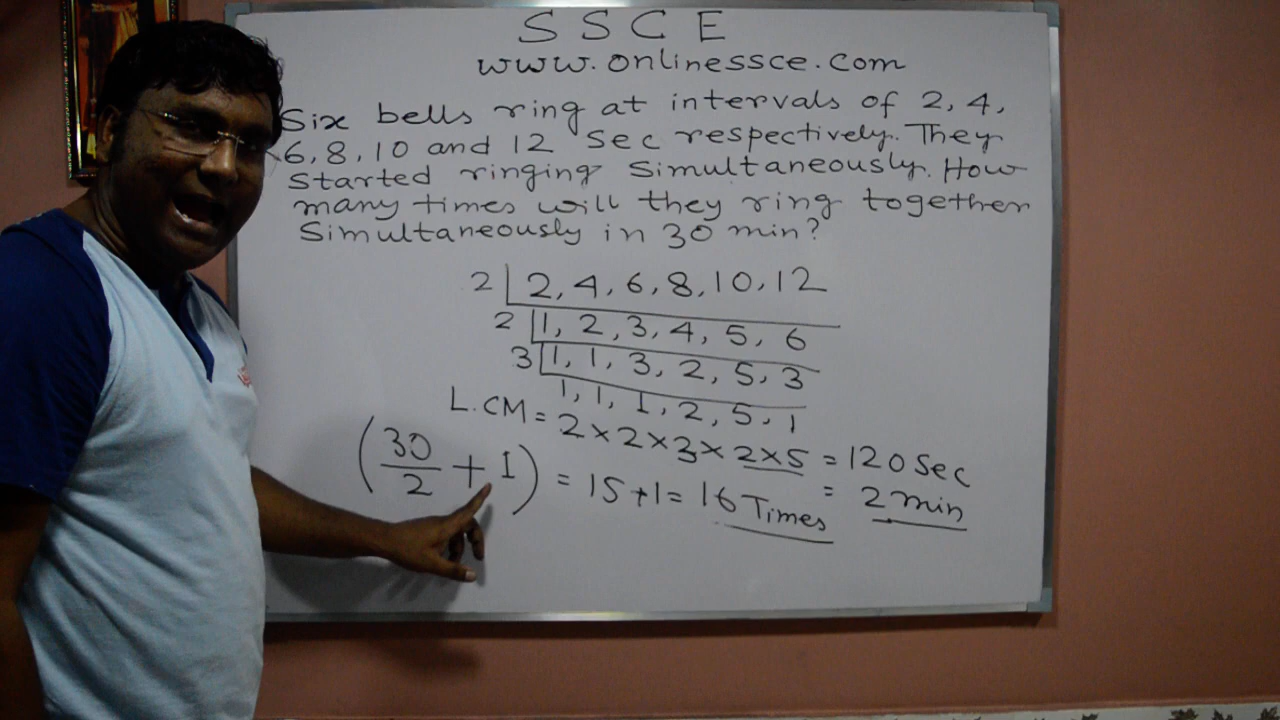 S S C E
www.onlinessce.com
Six bells ring at intervals of 2, 4,
6, 8, 10 and 12 Sec respectively. They
Started ringing Simultaneously. How
many times will they ring together
Simultaneously in 30 min?
2 | 2, 4, 6, 8, 10, 12
2 | 1, 2, 3, 4, 5, 6
3 | 1, 1, 3, 2, 5, 3
1, 1, 1, 2, 5, 1
L.CM = 2 × 2 × 3 × 2 × 5 = 120 Sec
= 2 min
(30/2 + 1) = 15 + 1 = 16 Times